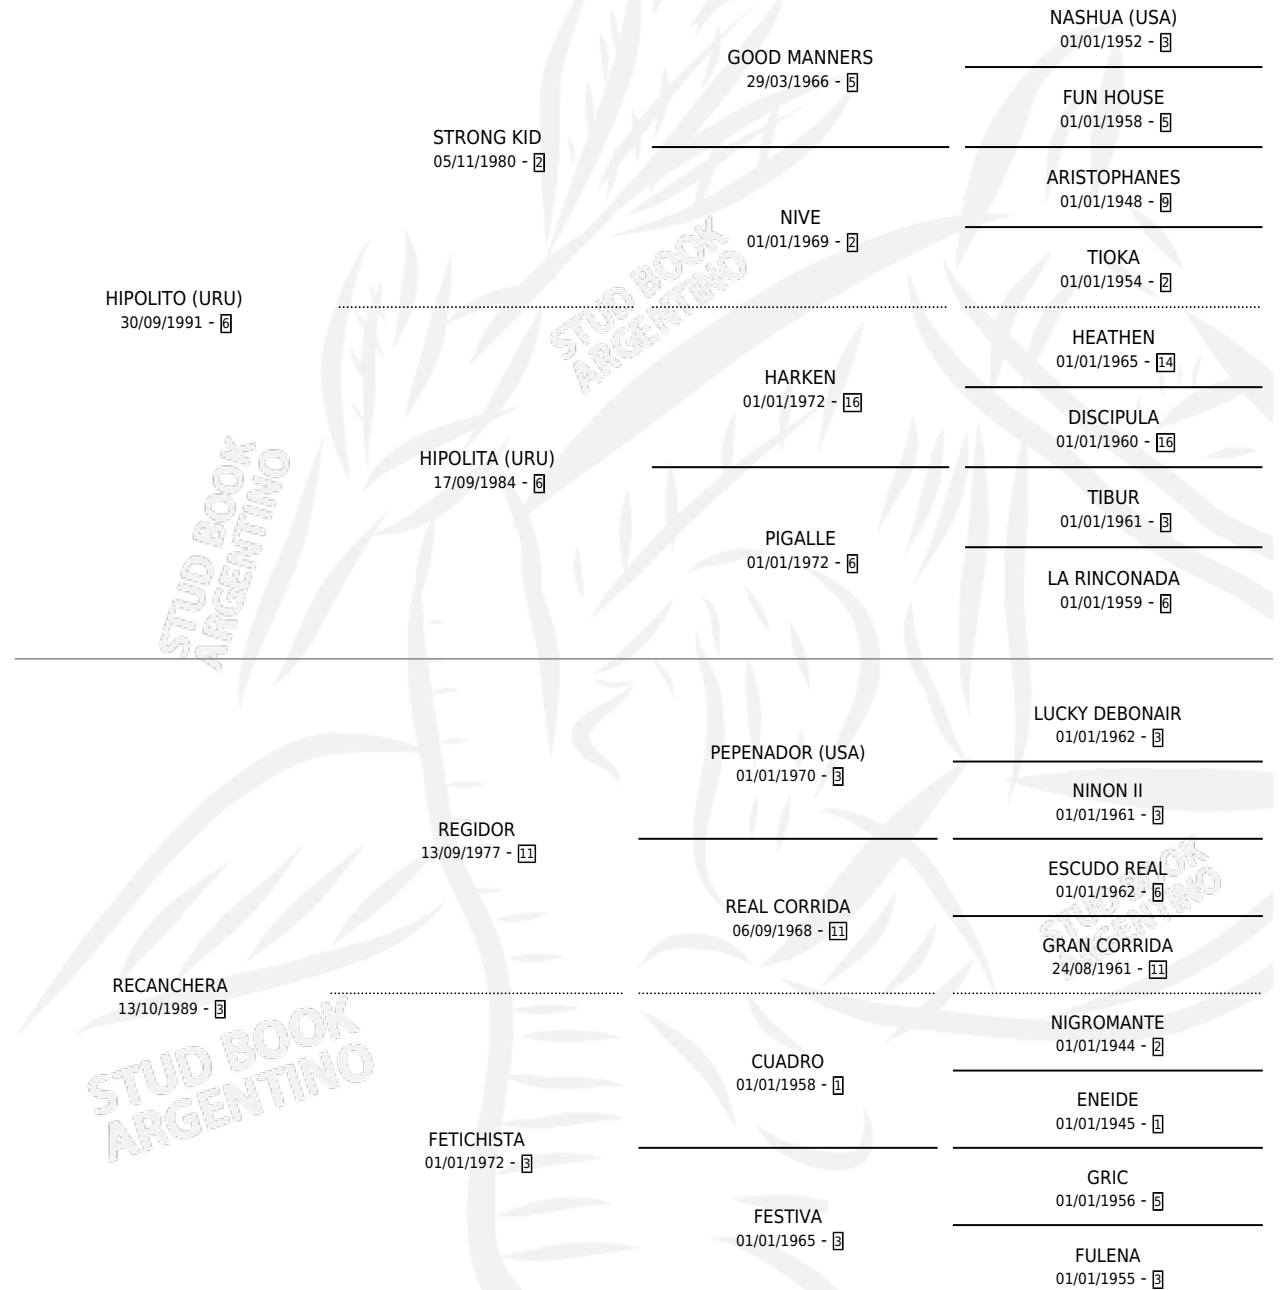 NASHUA (USA)
01/01/1952 - 3
GOOD MANNERS
29/03/1966 - 5
FUN HOUSE
01/01/1958 - 5
STRONG KID
05/11/1980 - 2
ARISTOPHANES
01/01/1948 - 9
NIVE
01/01/1969 - 2
TIOKA
01/01/1954 - 2
HIPOLITO (URU)
30/09/1991 - 6
HEATHEN
01/01/1965 - 14
HARKEN
01/01/1972 - 16
DISCIPULA
01/01/1960 - 16
HIPOLITA (URU)
17/09/1984 - 6
TIBUR
01/01/1961 - 3
PIGALLE
01/01/1972 - 6
LA RINCONADA
01/01/1959 - 6
LUCKY DEBONAIR
01/01/1962 - 3
PEPENADOR (USA)
01/01/1970 - 3
NINON II
01/01/1961 - 3
REGIDOR
13/09/1977 - 11
ESCUDO REAL
01/01/1962 - 6
REAL CORRIDA
06/09/1968 - 11
GRAN CORRIDA
24/08/1961 - 11
RECANCHERA
13/10/1989 - 3
NIGROMANTE
01/01/1944 - 2
CUADRO
01/01/1958 - 1
ENEIDE
01/01/1945 - 1
FETICHISTA
01/01/1972 - 3
GRIC
01/01/1956 - 5
FESTIVA
01/01/1965 - 3
FULENA
01/01/1955 - 3
STUD BOOK
ARGENTINO
STUD BOOK
ARGENTINO
STUD BOOK
ARGENTINO
STUD BOOK
ARGENTINO